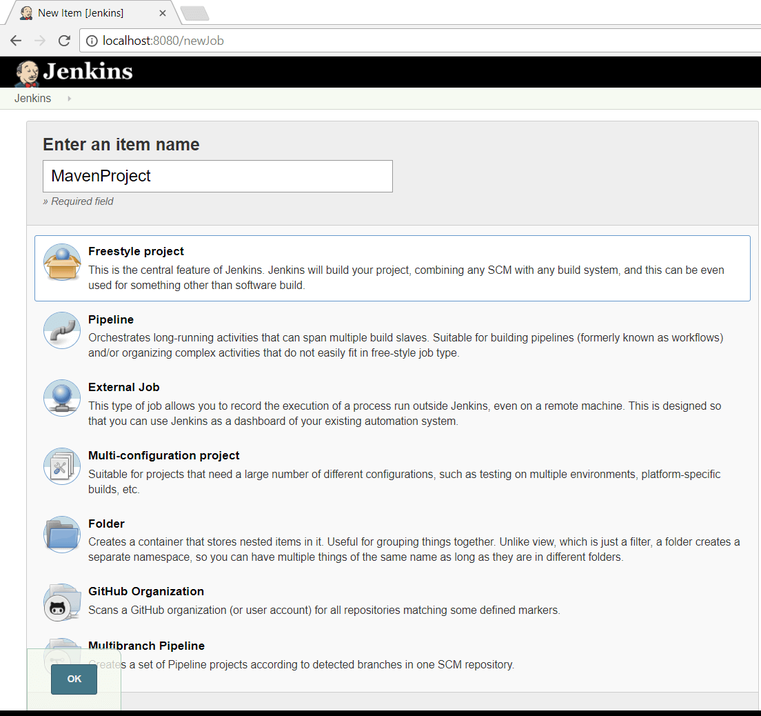 New Item [Jenkins]
localhost:8080/newJob
Jenkins
Jenkins
Enter an item name
MavenProject
» Required field
Freestyle project
This is the central feature of Jenkins. Jenkins will build your project, combining any SCM with any build system, and this can be even
used for something other than software build.
Pipeline
Orchestrates long-running activities that can span multiple build slaves. Suitable for building pipelines (formerly known as workflows)
and/or organizing complex activities that do not easily fit in free-style job type.
External Job
This type of job allows you to record the execution of a process run outside Jenkins, even on a remote machine. This is designed so
that you can use Jenkins as a dashboard of your existing automation system.
Multi-configuration project
Suitable for projects that need a large number of different configurations, such as testing on multiple environments, platform-specific
builds, etc.
Folder
Creates a container that stores nested items in it. Useful for grouping things together. Unlike view, which is just a filter, a folder creates a
separate namespace, so you can have multiple things of the same name as long as they are in different folders.
GitHub Organization
Scans a GitHub organization (or user account) for all repositories matching some defined markers.
Multibranch Pipeline
Creates a set of Pipeline projects according to detected branches in one SCM repository.
OK